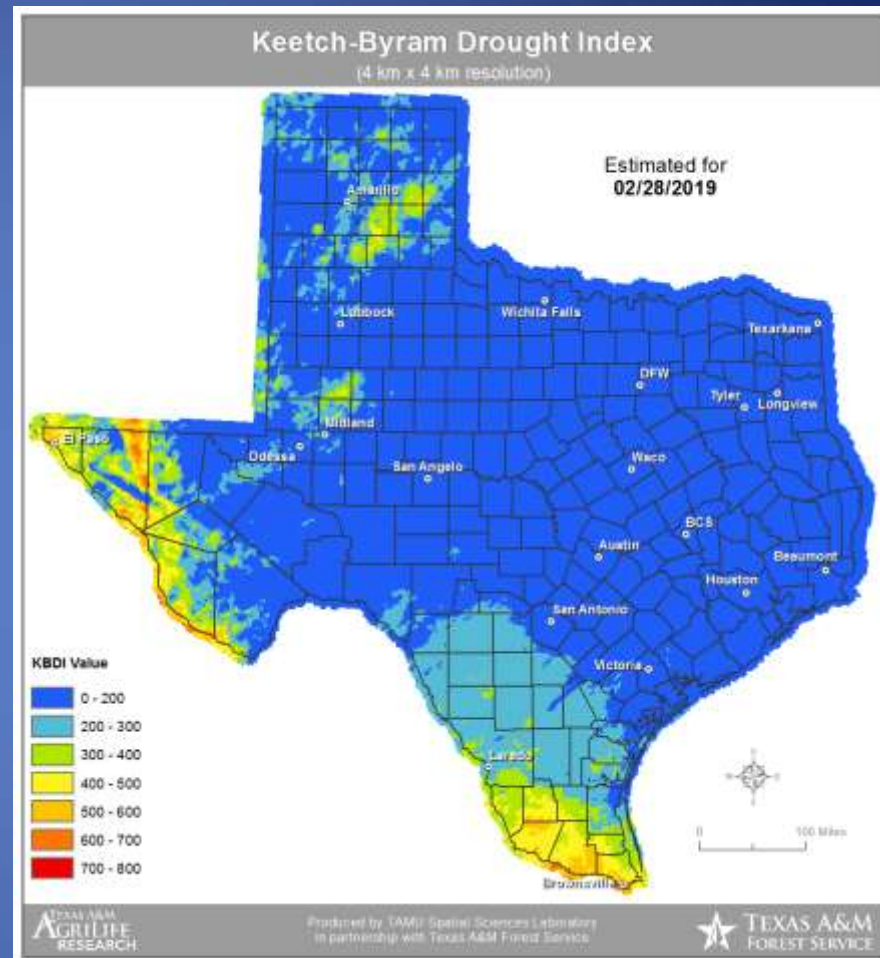 Keetch-Byram Drought Index
(4 km x 4 km resolution)
Estimated for
02/28/2019
Amarillo
Lubbock
Wichita Falls
Texarkana
DFW
Tyler
Longview
El Paso
Midland
Odessa
San Angelo
Waco
BCS
Austin
Beaumont
Houston
San Antonio
Victoria
Laredo
Brownsville
KBDI Value
0 - 200
200 - 300
300 - 400
400 - 500
500 - 600
600 - 700
700 - 800
0 100 Miles
TEXAS A&M
AGRILIFE
RESEARCH
Produced by TAMU Spatial Sciences Laboratory
in partnership with Texas A&M Forest Service
TEXAS A&M
FOREST SERVICE